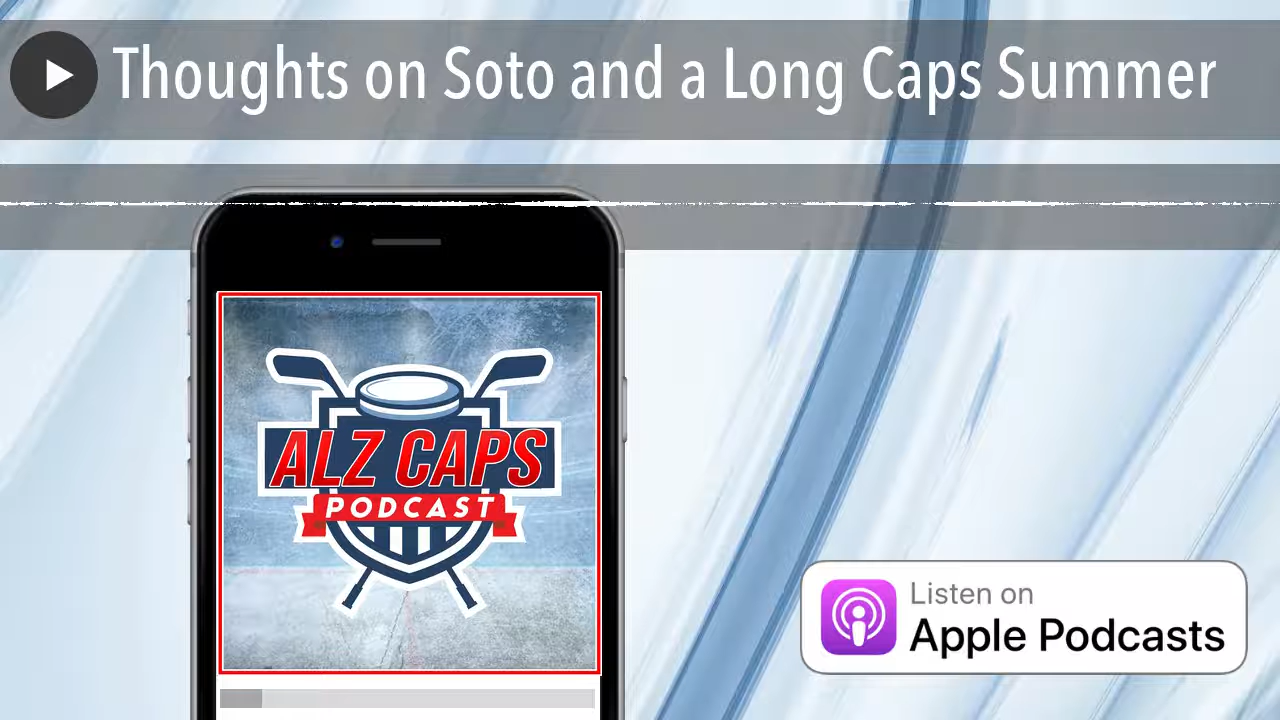 Thoughts on Soto and a Long Caps Summer
ALZ CAPS
PODCAST
Listen on
Apple Podcasts